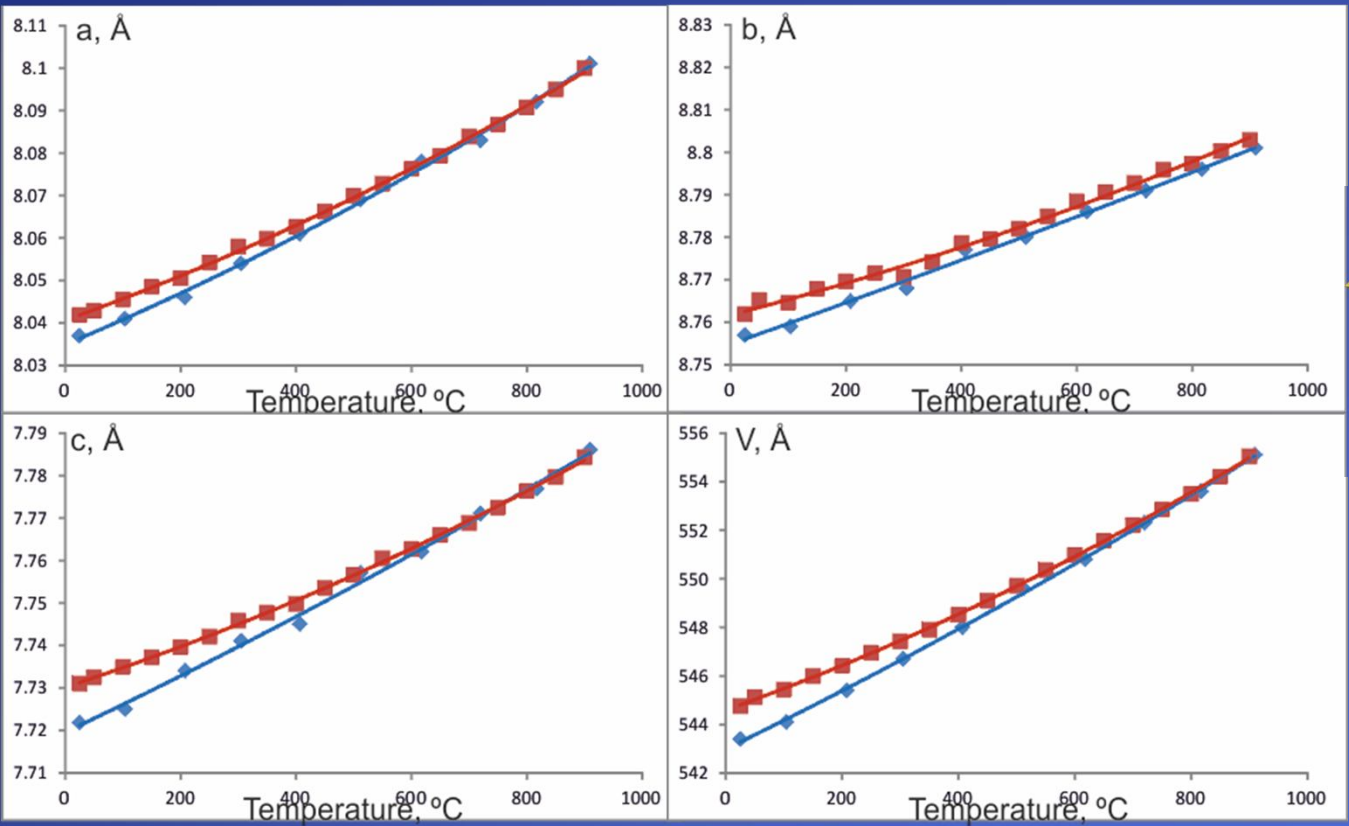 a, Å
8.11
8.1
8.09
8.08
8.07
8.06
8.05
8.04
8.03
0 200 400 600 800 1000
Temperature, ºC
b, Å
8.83
8.82
8.81
8.8
8.79
8.78
8.77
8.76
8.75
0 200 400 600 800 1000
Temperature, ºC
c, Å
7.79
7.78
7.77
7.76
7.75
7.74
7.73
7.72
7.71
0 200 400 600 800 1000
Temperature, ºC
V, Å
556
554
552
550
548
546
544
542
0 200 400 600 800 1000
Temperature, ºC